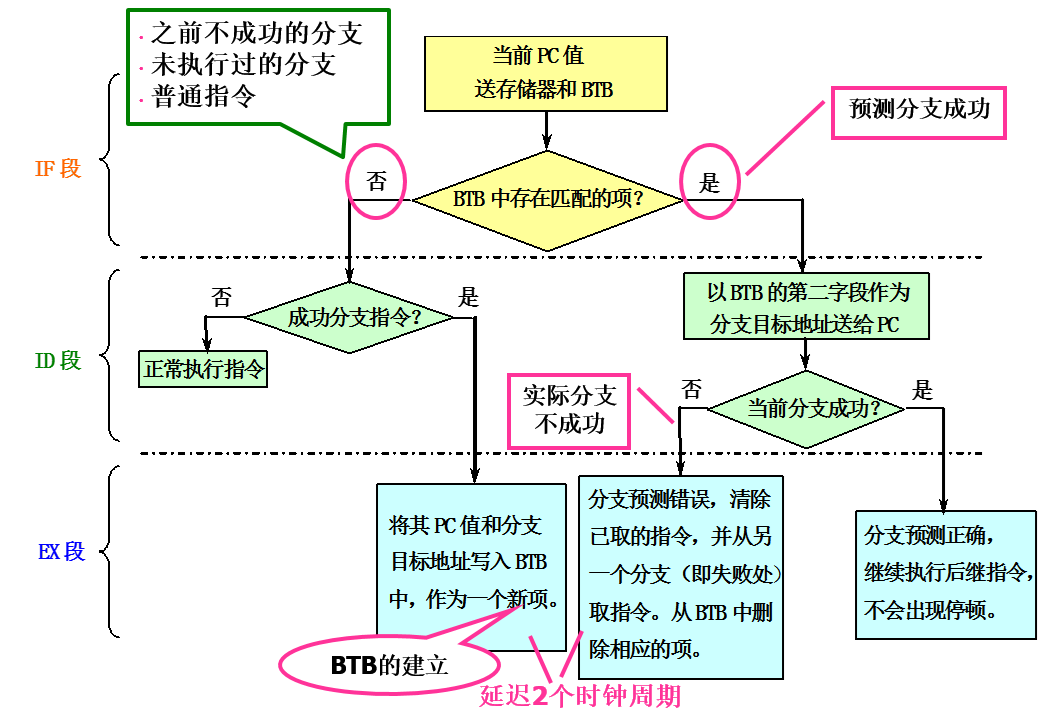 · 之前不成功的分支
· 未执行过的分支
· 普通指令
当前 PC 值
送存储器和 BTB
预测分支成功
IF 段
否
BTB 中存在匹配的项?
是
否
成功分支指令?
是
以 BTB 的第二字段作为
分支目标地址送给 PC
ID 段
正常执行指令
实际分支
不成功
否
当前分支成功?
是
EX 段
将其 PC 值和分支
目标地址写入 BTB
中,作为一个新项。
分支预测错误,清除
已取的指令,并从另
一个分支(即失败处)
取指令。从 BTB 中删
除相应的项。
分支预测正确,
继续执行后继指令,
不会出现停顿。
BTB的建立
延迟2个时钟周期